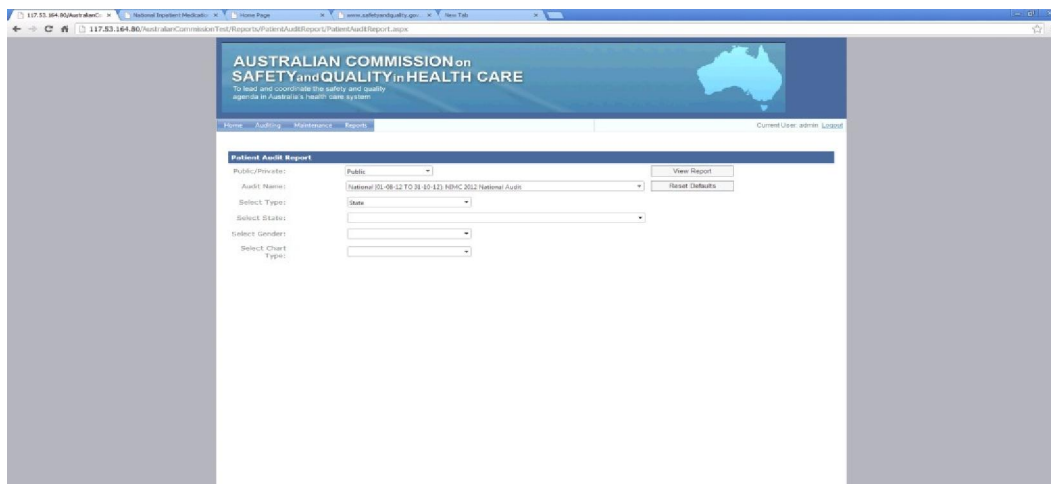 117.53.164.80/AustralianC
National Inpatient Medicatio
Home Page
www.safetyandquality.gov.
New Tab
117.53.164.80/AustralianCommissionTest/Reports/PatientAuditReport/PatientAuditReport.aspx
AUSTRALIAN COMMISSION on
SAFETY and QUALITY in HEALTH CARE
To lead and coordinate the safety and quality
agenda in Australia's health care system
Home Auditing Maintenance Reports
Current User: admin Logout
Patient Audit Report
Public/Private: Public View Report
Audit Name: National (01-08-12 TO 31-10-12): NIMC 2012 National Audit Reset Defaults
Select Type: State
Select State:
Select Gender:
Select Chart
Type: